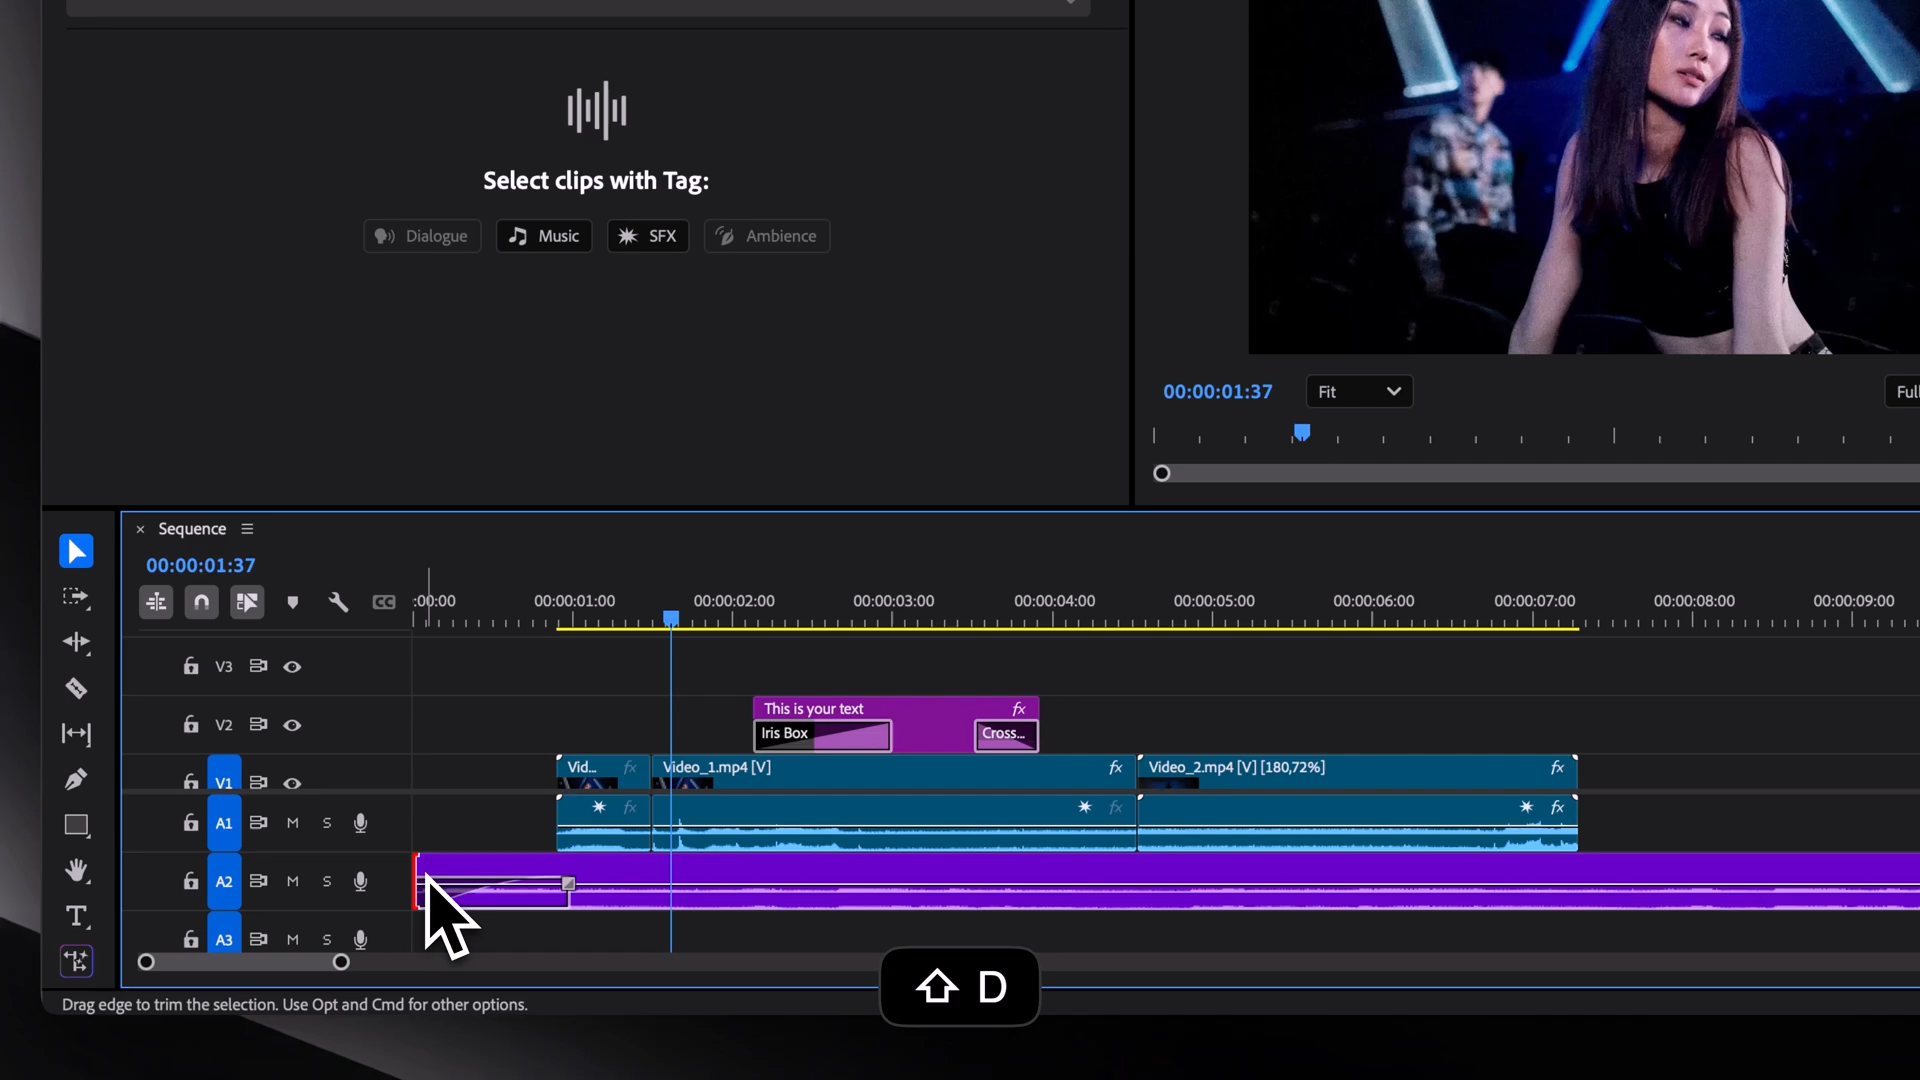 Select clips with Tag:
Dialogue Music SFX Ambience
00:00:01:37 Fit Full
× Sequence
00:00:01:37
CC :00:00 00:00:01:00 00:00:02:00 00:00:03:00 00:00:04:00 00:00:05:00 00:00:06:00 00:00:07:00 00:00:08:00 00:00:09:00
V3
This is your text fx
V2 Iris Box Cross...
Vid... fx Video_1.mp4 [V] fx Video_2.mp4 [V] [180,72%] fx
V1
fx fx fx
A1 M S
A2 M S
T
A3 M S
D
Drag edge to trim the selection. Use Opt and Cmd for other options.